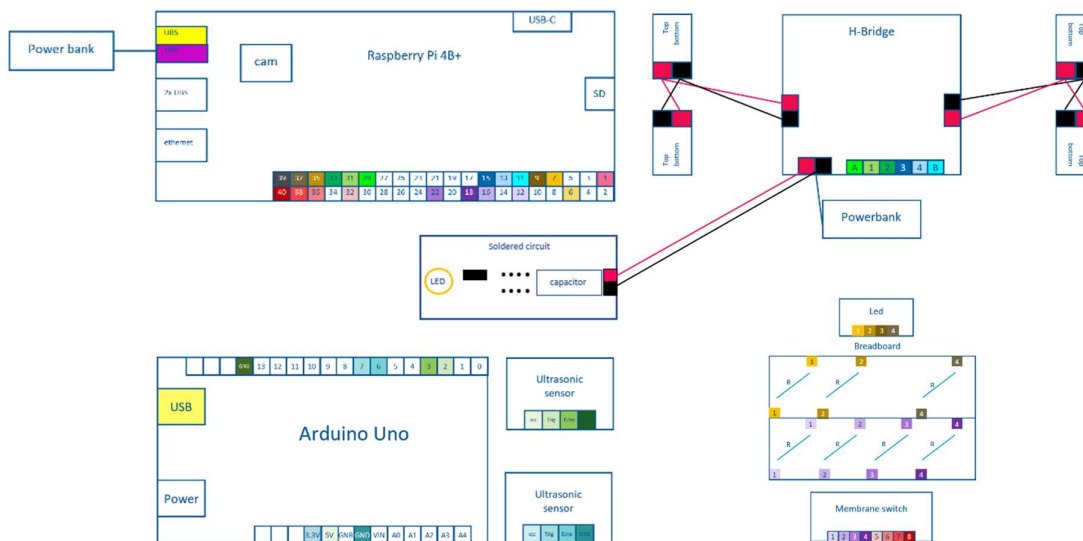 USB-C
Top
bottom
H-Bridge
Top
bottom
UBS
Power bank
Raspberry Pi 4B+
cam
2x UBS
SD
ethernet
39 37 35 33 31 29 27 25 23 21 19 17 15 13 11 9 7 5 3 1
40 38 36 34 32 30 28 26 24 22 20 18 16 14 12 10 8 6 4 2
Top
bottom
Top
bottom
A 1 2 3 4 B
Powerbank
Soldered circuit
LED
capacitor
Led
1 2 3 4
Breadboard
1 2 4
R R R
1 2 4
1 2 3 4
R R R R
1 2 3 4
GND 13 12 11 10 9 8 7 6 5 4 3 2 1 0
USB
Arduino Uno
Power
3.3V 5V GNB GND VIN A0 A1 A2 A3 A4
Ultrasonic
sensor
vcc Trig Echo
Ultrasonic
sensor
vcc Trig Echo GND
Membrane switch
1 2 3 4 5 6 7 8